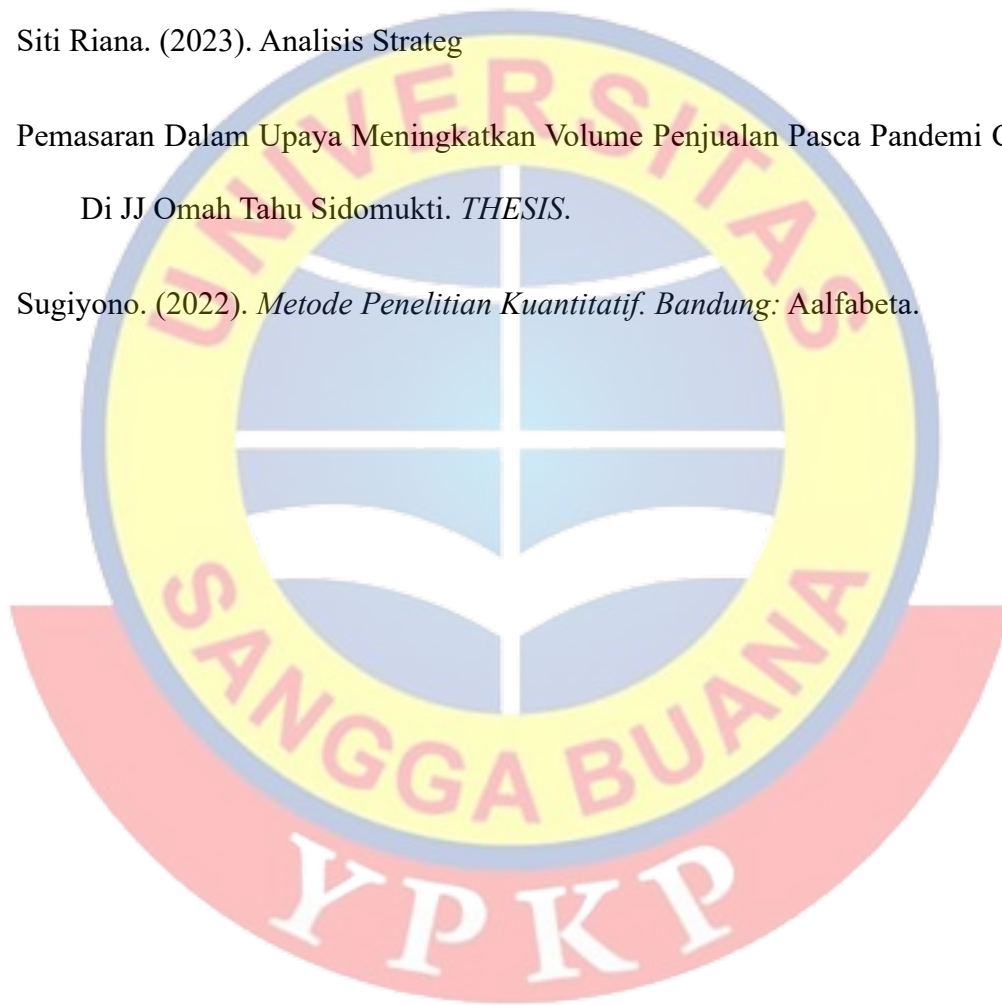 Siti Riana. (2023). Analisis Strateg
Pemasaran Dalam Upaya Meningkatkan Volume Penjualan Pasca Pandemi
Di JJ Omah Tahu Sidomukti. THESIS.
Sugiyono. (2022). Metode Penelitian Kuantitatif. Bandung: Aalfabeta.
UNIVERSITAS
SANGGA BUANA
YPKP